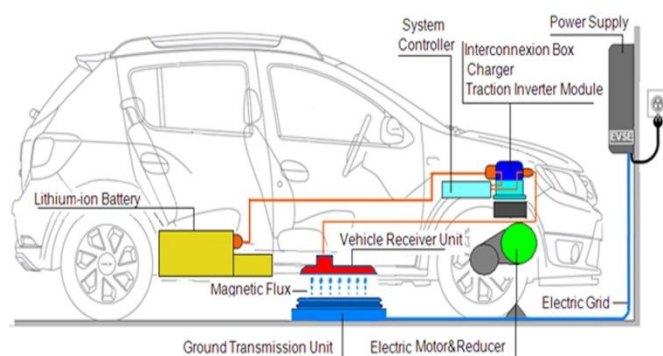 System
Controller
Power Supply
Interconnexion Box
Charger
Traction Inverter Module
EVSE
Lithium-ion Battery
Vehicle Receiver Unit
Magnetic Flux
Electric Grid
Ground Transmission Unit
Electric Motor&Reducer